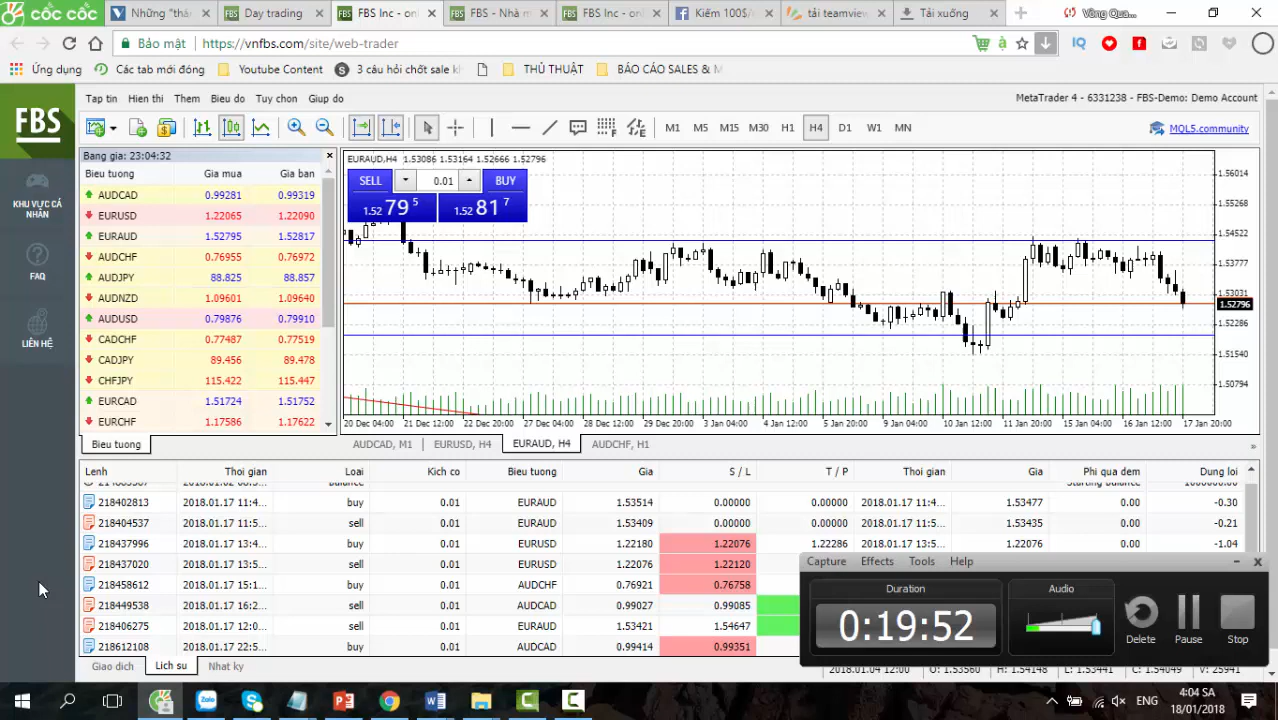 cốc cốc
Những "thá
Day trading
FBS Inc - onl
FBS - Nhà m
FBS Inc - onl
Kiếm 100$/
tải teamview
Tải xuống
Bảo mật
https://vnfbs.com/site/web-trader
Ứng dụng
Các tab mới đóng
Youtube Content
3 câu hỏi chốt sale k
THỦ THUẬT
BÁO CÁO SALES & M
FBS
KHU VỰC CÁ NHÂN
FAQ
LIÊN HỆ
Tap tin Hien thi Them Bieu do Tuy chon Giup do
MetaTrader 4 - 6331238 - FBS-Demo: Demo Account
M1 M5 M15 M30 H1 H4 D1 W1 MN
MQL5.community
Bang gia: 23:04:32
Bieu tuong Gia mua Gia ban
AUDCAD 0.99281 0.99319
EURUSD 1.22065 1.22090
EURAUD 1.52795 1.52817
AUDCHF 0.76955 0.76972
AUDJPY 88.825 88.857
AUDNZD 1.09601 1.09640
AUDUSD 0.79876 0.79910
CADCHF 0.77487 0.77519
CADJPY 89.456 89.478
CHFJPY 115.422 115.447
EURCAD 1.51724 1.51752
EURCHF 1.17586 1.17622
Bieu tuong
EURAUD,H4 1.53086 1.53164 1.52666 1.52796
SELL 0.01 BUY
1.52 79 5 1.52 81 7
1.56014
1.55268
1.54522
1.53777
1.53031
1.52796
1.52286
1.51540
1.50794
20 Dec 04:00 21 Dec 12:00 22 Dec 20:00 27 Dec 04:00 28 Dec 12:00 29 Dec 20:00 3 Jan 04:00 4 Jan 12:00 5 Jan 20:00 9 Jan 04:00 10 Jan 12:00 11 Jan 20:00 15 Jan 04:00 16 Jan 12:00 17 Jan 20:00
AUDCAD, M1 EURUSD, H4 EURAUD, H4 AUDCHF, H1
Lenh Thoi gian Loai Kich co Bieu tuong Gia S / L T / P Thoi gian Gia Phi qua dem Dung loi
218402813 2018.01.17 11:4... buy 0.01 EURAUD 1.53514 0.00000 0.00000 2018.01.17 11:4... 1.53477 0.00 -0.30
218404537 2018.01.17 11:5... sell 0.01 EURAUD 1.53409 0.00000 0.00000 2018.01.17 11:5... 1.53435 0.00 -0.21
218437996 2018.01.17 13:4... buy 0.01 EURUSD 1.22180 1.22076 1.22286 2018.01.17 13:5... 1.22076 0.00 -1.04
218437020 2018.01.17 13:5... sell 0.01 EURUSD 1.22064 1.22120
218458612 2018.01.17 15:1... buy 0.01 AUDCHF 0.76921 0.76758
218449538 2018.01.17 16:2... sell 0.01 AUDCAD 0.99027 0.99085
218406275 2018.01.17 12:0... sell 0.01 EURAUD 1.53421 1.54647
218612108 2018.01.17 22:5... buy 0.01 AUDCAD 0.99414 0.99351
Giao dich Lich su Nhat ky
Capture Effects Tools Help
Duration
0:19:52
Audio
Delete Pause Stop
Zalo
ENG
4:04 SA
18/01/2018